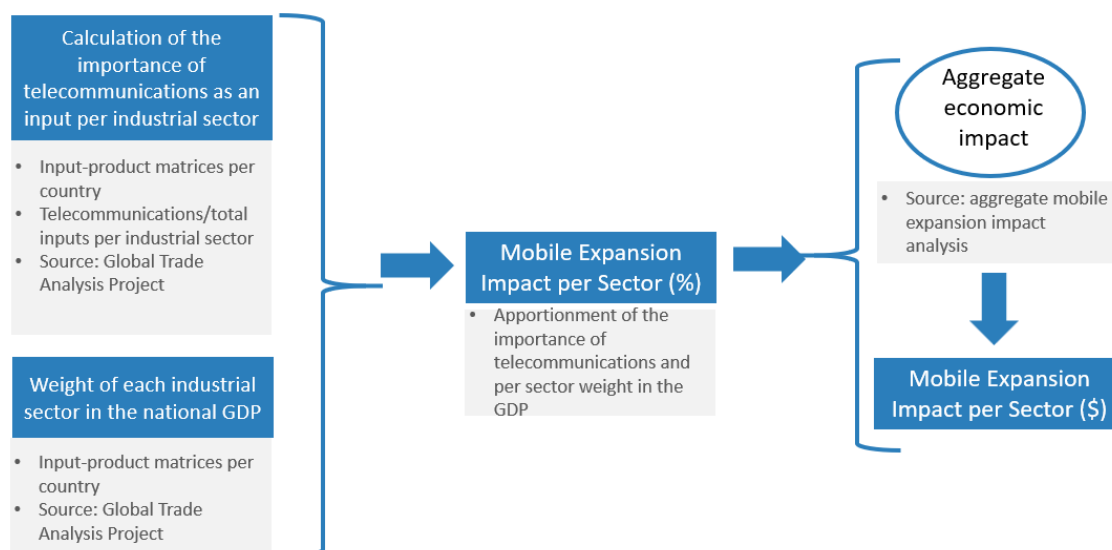 Calculation of the
importance of
telecommunications as an
input per industrial sector
• Input-product matrices per
country
• Telecommunications/total
inputs per industrial sector
• Source: Global Trade
Analysis Project
Weight of each industrial
sector in the national GDP
• Input-product matrices per
country
• Source: Global Trade
Analysis Project
Mobile Expansion
Impact per Sector (%)
• Apportionment of the
importance of
telecommunications and
per sector weight in the
GDP
Aggregate
economic
impact
• Source: aggregate mobile
expansion impact
analysis
Mobile Expansion
Impact per Sector ($)